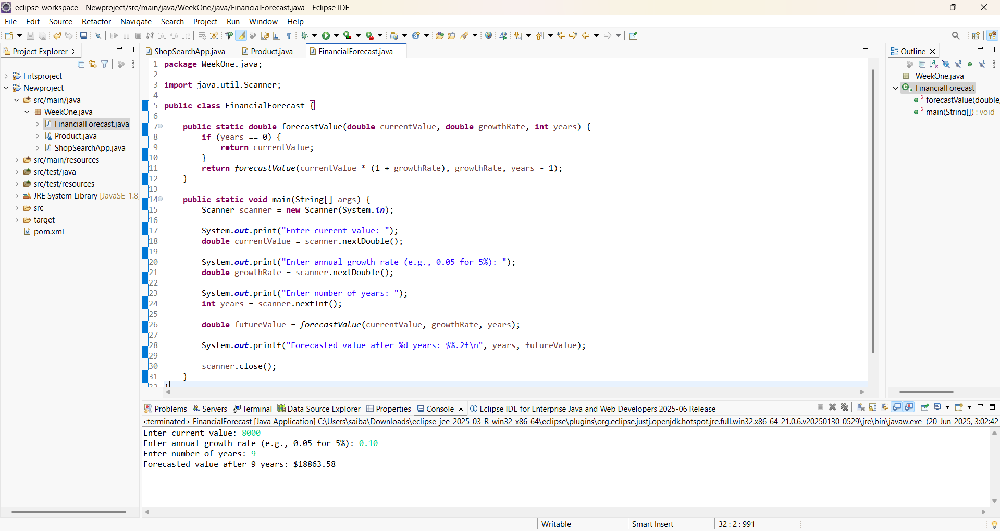 eclipse-workspace - Newproject/src/main/java/WeekOne/java/FinancialForecast.java - Eclipse IDE
File Edit Source Refactor Navigate Search Project Run Window Help
Project Explorer
Firtsproject
Newproject
src/main/java
WeekOne.java
FinancialForecast.java
Product.java
ShopSearchApp.java
src/main/resources
src/test/java
src/test/resources
JRE System Library [JavaSE-1.8]
src
target
pom.xml
ShopSearchApp.java Product.java FinancialForecast.java
1 package WeekOne.java;
2
3 import java.util.Scanner;
4
5 public class FinancialForecast {
6
7 public static double forecastValue(double currentValue, double growthRate, int years) {
8 if (years == 0) {
9 return currentValue;
10 }
11 return forecastValue(currentValue * (1 + growthRate), growthRate, years - 1);
12 }
13
14 public static void main(String[] args) {
15 Scanner scanner = new Scanner(System.in);
16
17 System.out.print("Enter current value: ");
18 double currentValue = scanner.nextDouble();
19
20 System.out.print("Enter annual growth rate (e.g., 0.05 for 5%): ");
21 double growthRate = scanner.nextDouble();
22
23 System.out.print("Enter number of years: ");
24 int years = scanner.nextInt();
25
26 double futureValue = forecastValue(currentValue, growthRate, years);
27
28 System.out.printf("Forecasted value after %d years: $%.2f\n", years, futureValue);
29
30 scanner.close();
31 }
32 }
Outline
WeekOne.java
FinancialForecast
forecastValue(double,
main(String[]) : void
Problems Servers Terminal Data Source Explorer Properties Console Eclipse IDE for Enterprise Java and Web Developers 2025-06 Release
<terminated> FinancialForecast [Java Application] C:\Users\saiba\Downloads\eclipse-jee-2025-03-R-win32-x86_64\eclipse\plugins\org.eclipse.justj.openjdk.hotspot.jre.full.win32.x86_64_21.0.6.v20250130-0529\jre\bin\javaw.exe (20-Jun-2025, 3:02:42
Enter current value: 8000
Enter annual growth rate (e.g., 0.05 for 5%): 0.10
Enter number of years: 9
Forecasted value after 9 years: $18863.58
Writable Smart Insert 32 : 2 : 991